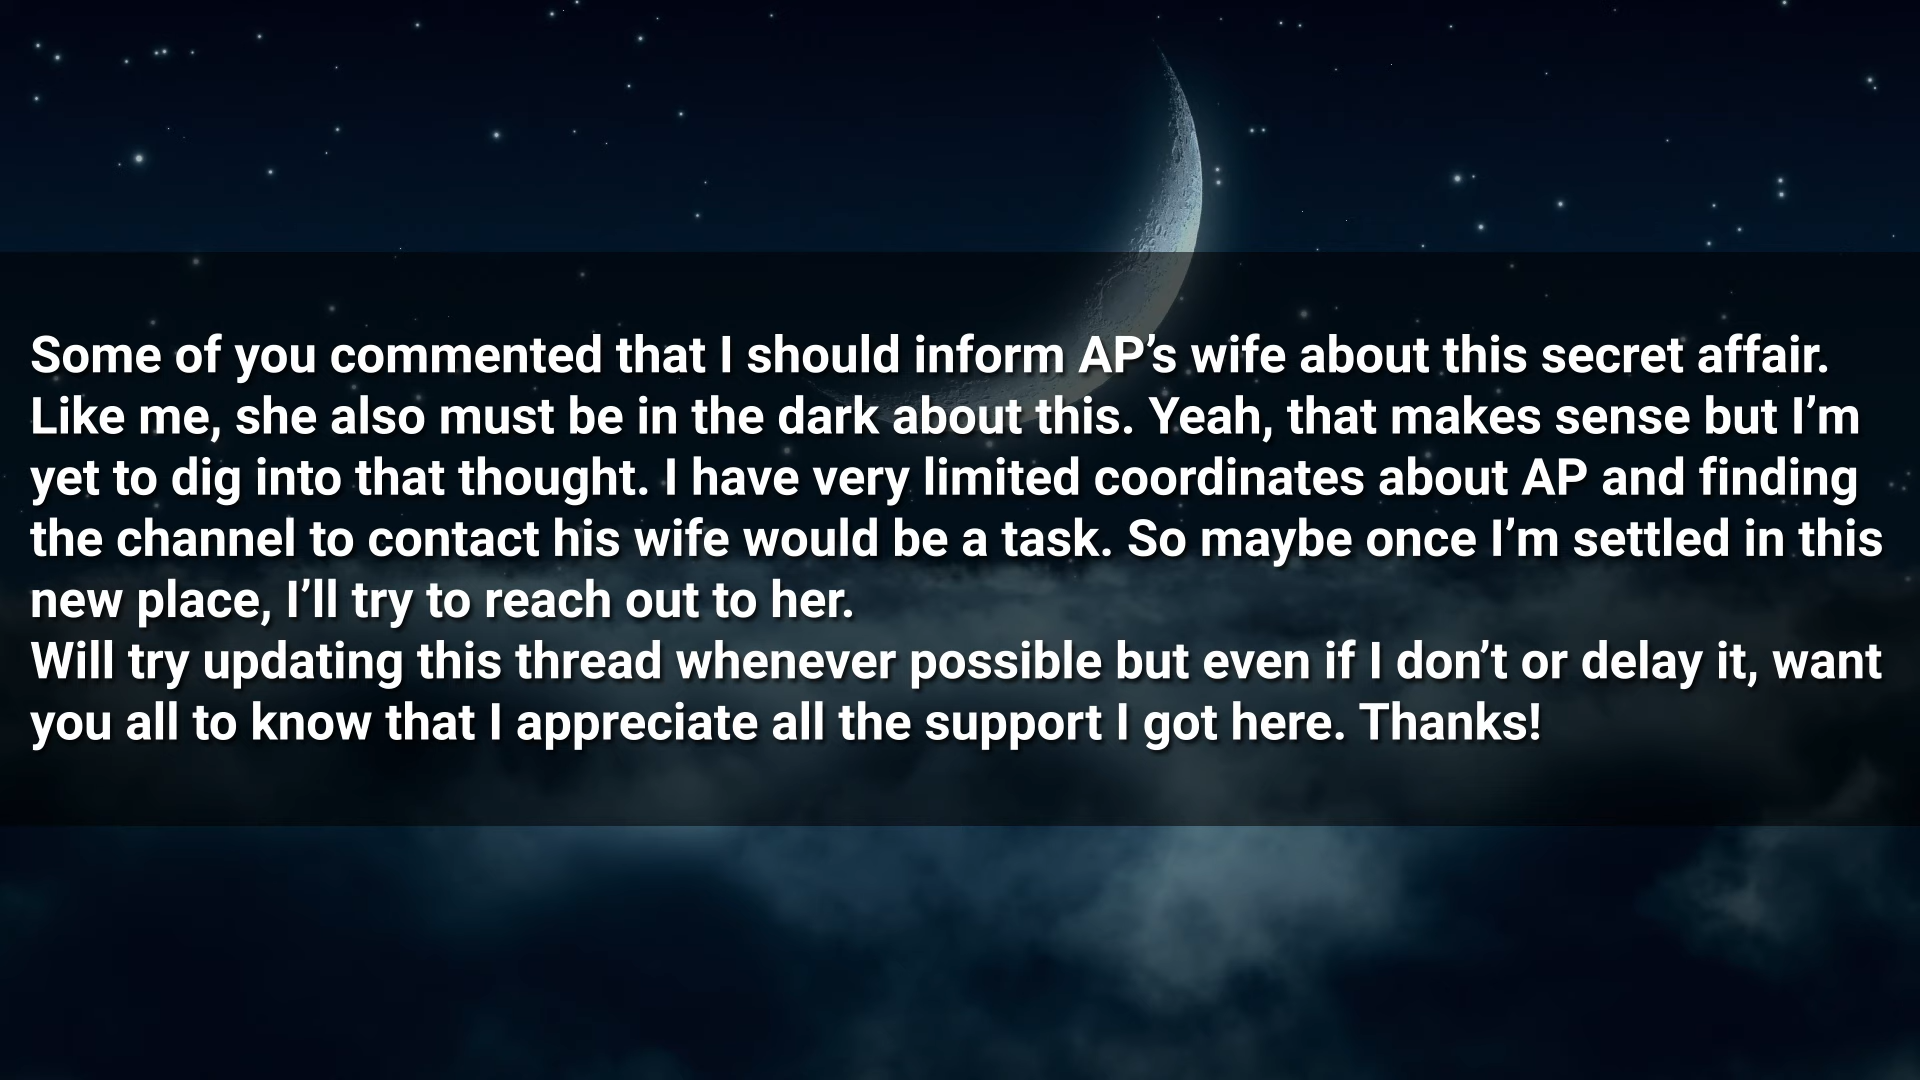 Some of you commented that I should inform AP’s wife about this secret affair.
Like me, she also must be in the dark about this. Yeah, that makes sense but I’m
yet to dig into that thought. I have very limited coordinates about AP and finding
the channel to contact his wife would be a task. So maybe once I’m settled in this
new place, I’ll try to reach out to her.
Will try updating this thread whenever possible but even if I don’t or delay it, want
you all to know that I appreciate all the support I got here. Thanks!